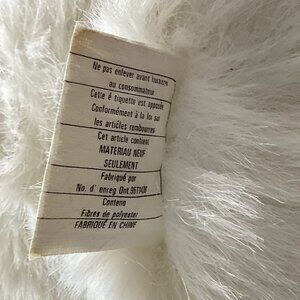 Ne pas enlever avant livraison
au consommateur
Cette é tiquette est apposée
Conformément à la loi sur
les articles rembourrés
Cet article contient
MATERIAU NEUF
SEULEMENT
Fabriqué par
No. d' enreg Ont.
Contenu
Fibres de polyester
FABRIQUÉ EN CHINE